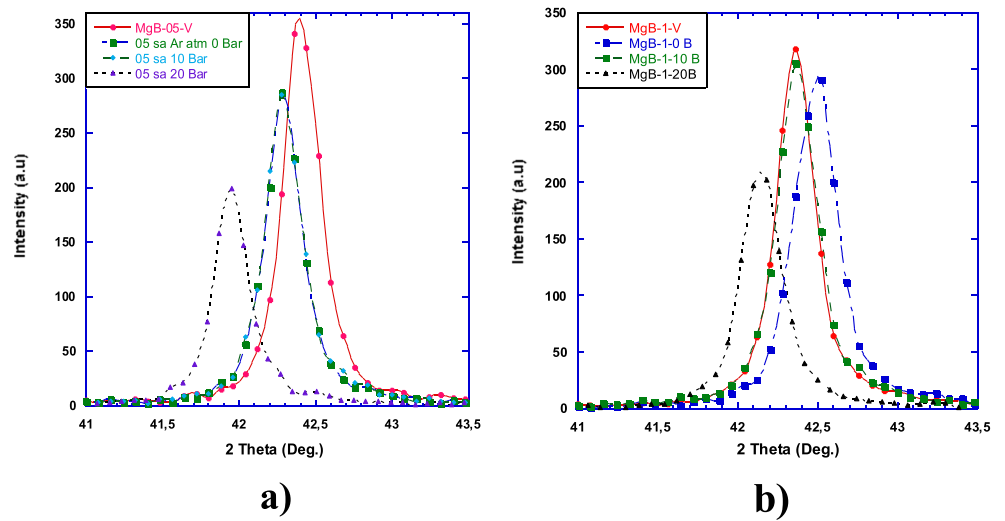 MgB-05-V
05 sa Ar atm 0 Bar
05 sa 10 Bar
05 sa 20 Bar
350
300
250
200
150
100
50
0
Intensity (a.u)
41
41,5
42
42,5
43
43,5
2 Theta (Deg.)
a)
MgB-1-V
MgB-1-0 B
MgB-1-10 B
MgB-1-20B
350
300
250
200
150
100
50
0
Intensity (a.u)
41
41,5
42
42,5
43
43,5
2 Theta (Deg.)
b)